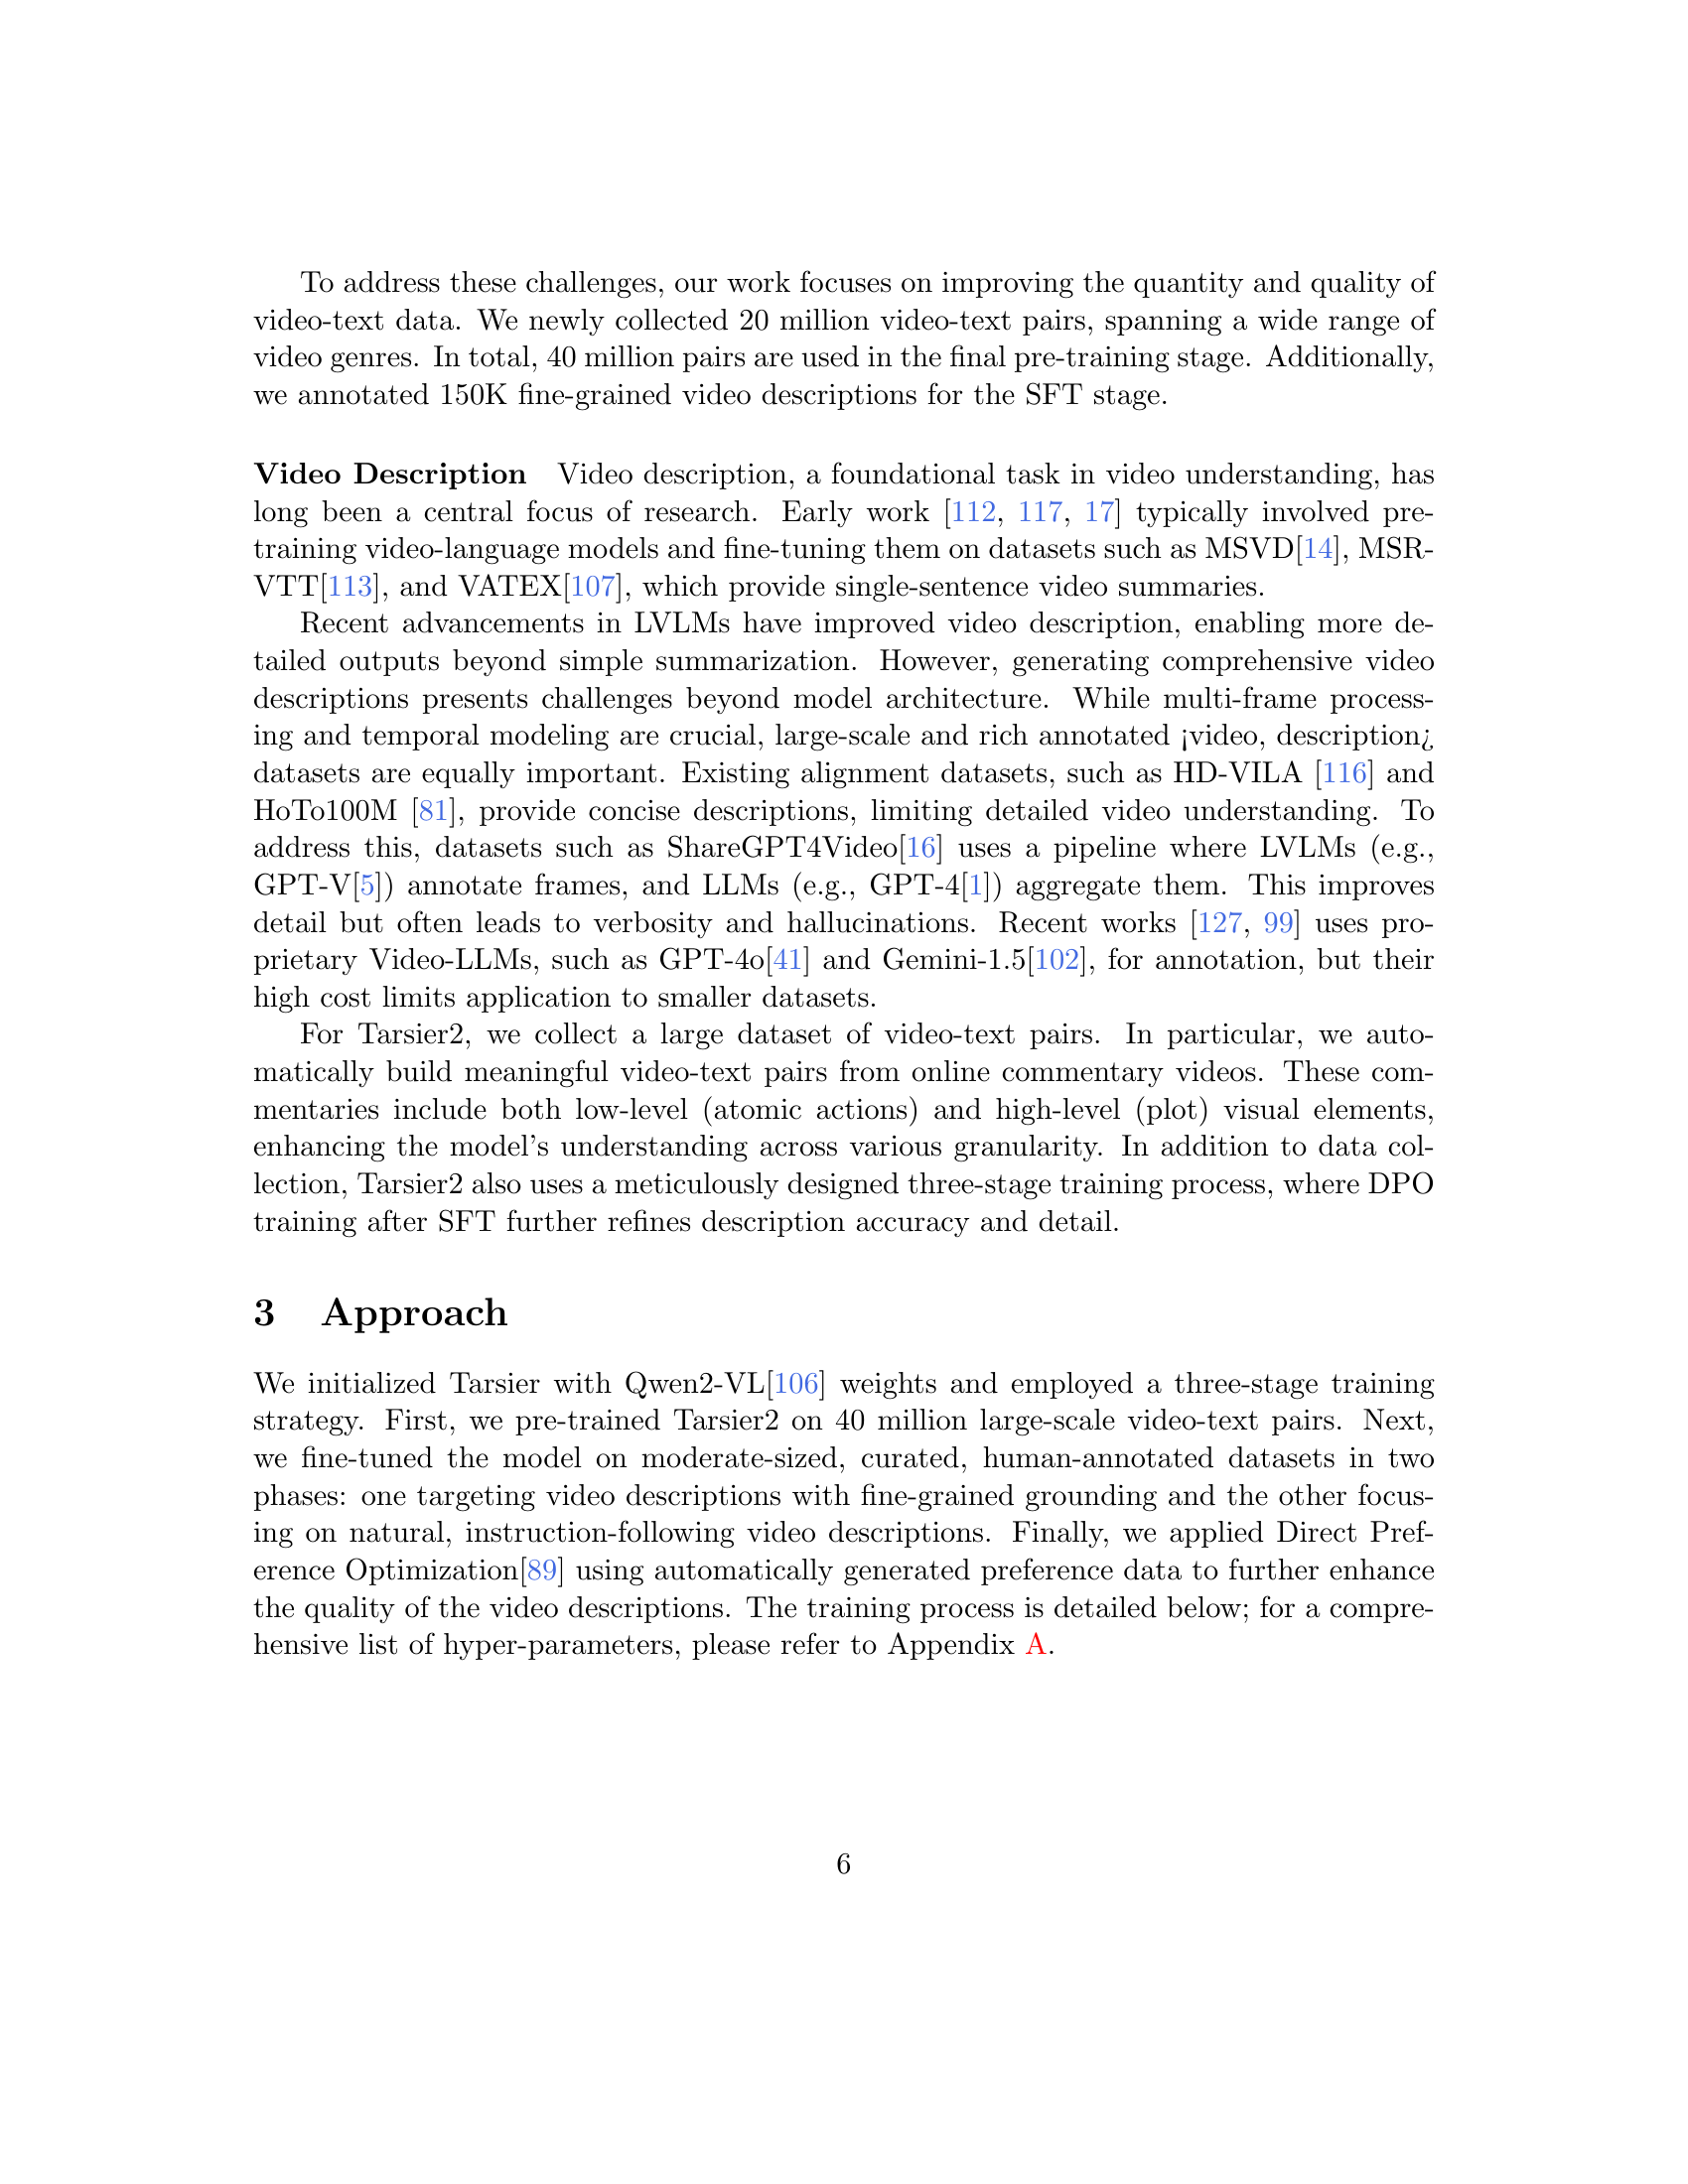 To address these challenges, our work focuses on improving the quantity and quality of
video-text data. We newly collected 20 million video-text pairs, spanning a wide range of
video genres. In total, 40 million pairs are used in the final pre-training stage. Additionally,
we annotated 150K fine-grained video descriptions for the SFT stage.
Video Description Video description, a foundational task in video understanding, has
long been a central focus of research. Early work [112, 117, 17] typically involved pre-
training video-language models and fine-tuning them on datasets such as MSVD[14], MSR-
VTT[113], and VATEX[107], which provide single-sentence video summaries.
Recent advancements in LVLMs have improved video description, enabling more de-
tailed outputs beyond simple summarization. However, generating comprehensive video
descriptions presents challenges beyond model architecture. While multi-frame process-
ing and temporal modeling are crucial, large-scale and rich annotated ¡video, description¿
datasets are equally important. Existing alignment datasets, such as HD-VILA [116] and
HoTo100M [81], provide concise descriptions, limiting detailed video understanding. To
address this, datasets such as ShareGPT4Video[16] uses a pipeline where LVLMs (e.g.,
GPT-V[5]) annotate frames, and LLMs (e.g., GPT-4[1]) aggregate them. This improves
detail but often leads to verbosity and hallucinations. Recent works [127, 99] uses pro-
prietary Video-LLMs, such as GPT-4o[41] and Gemini-1.5[102], for annotation, but their
high cost limits application to smaller datasets.
For Tarsier2, we collect a large dataset of video-text pairs. In particular, we auto-
matically build meaningful video-text pairs from online commentary videos. These com-
mentaries include both low-level (atomic actions) and high-level (plot) visual elements,
enhancing the model's understanding across various granularity. In addition to data col-
lection, Tarsier2 also uses a meticulously designed three-stage training process, where DPO
training after SFT further refines description accuracy and detail.
3 Approach
We initialized Tarsier with Qwen2-VL[106] weights and employed a three-stage training
strategy. First, we pre-trained Tarsier2 on 40 million large-scale video-text pairs. Next,
we fine-tuned the model on moderate-sized, curated, human-annotated datasets in two
phases: one targeting video descriptions with fine-grained grounding and the other focus-
ing on natural, instruction-following video descriptions. Finally, we applied Direct Pref-
erence Optimization[89] using automatically generated preference data to further enhance
the quality of the video descriptions. The training process is detailed below; for a compre-
hensive list of hyper-parameters, please refer to Appendix A.
6